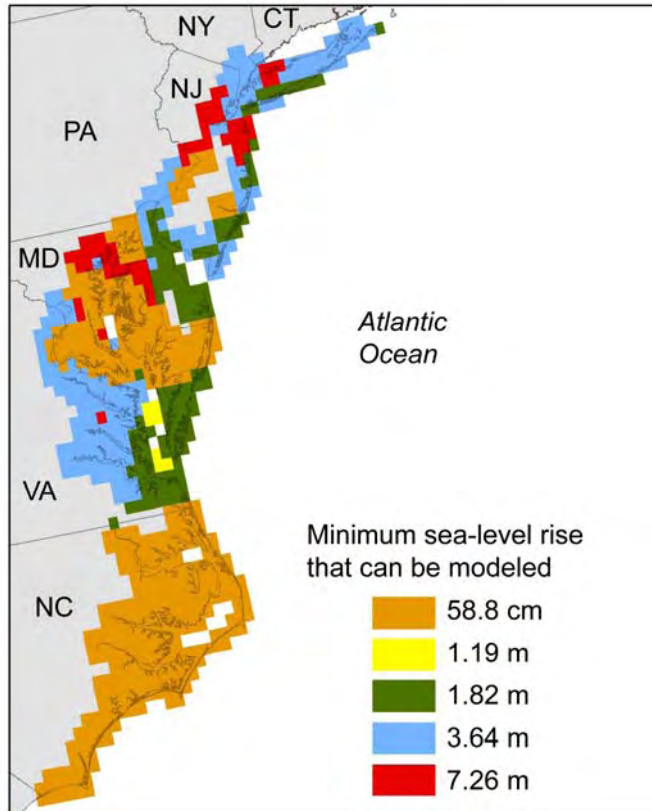 NY
CT
NJ
PA
MD
Atlantic
Ocean
VA
NC
Minimum sea-level rise
that can be modeled
58.8 cm
1.19 m
1.82 m
3.64 m
7.26 m